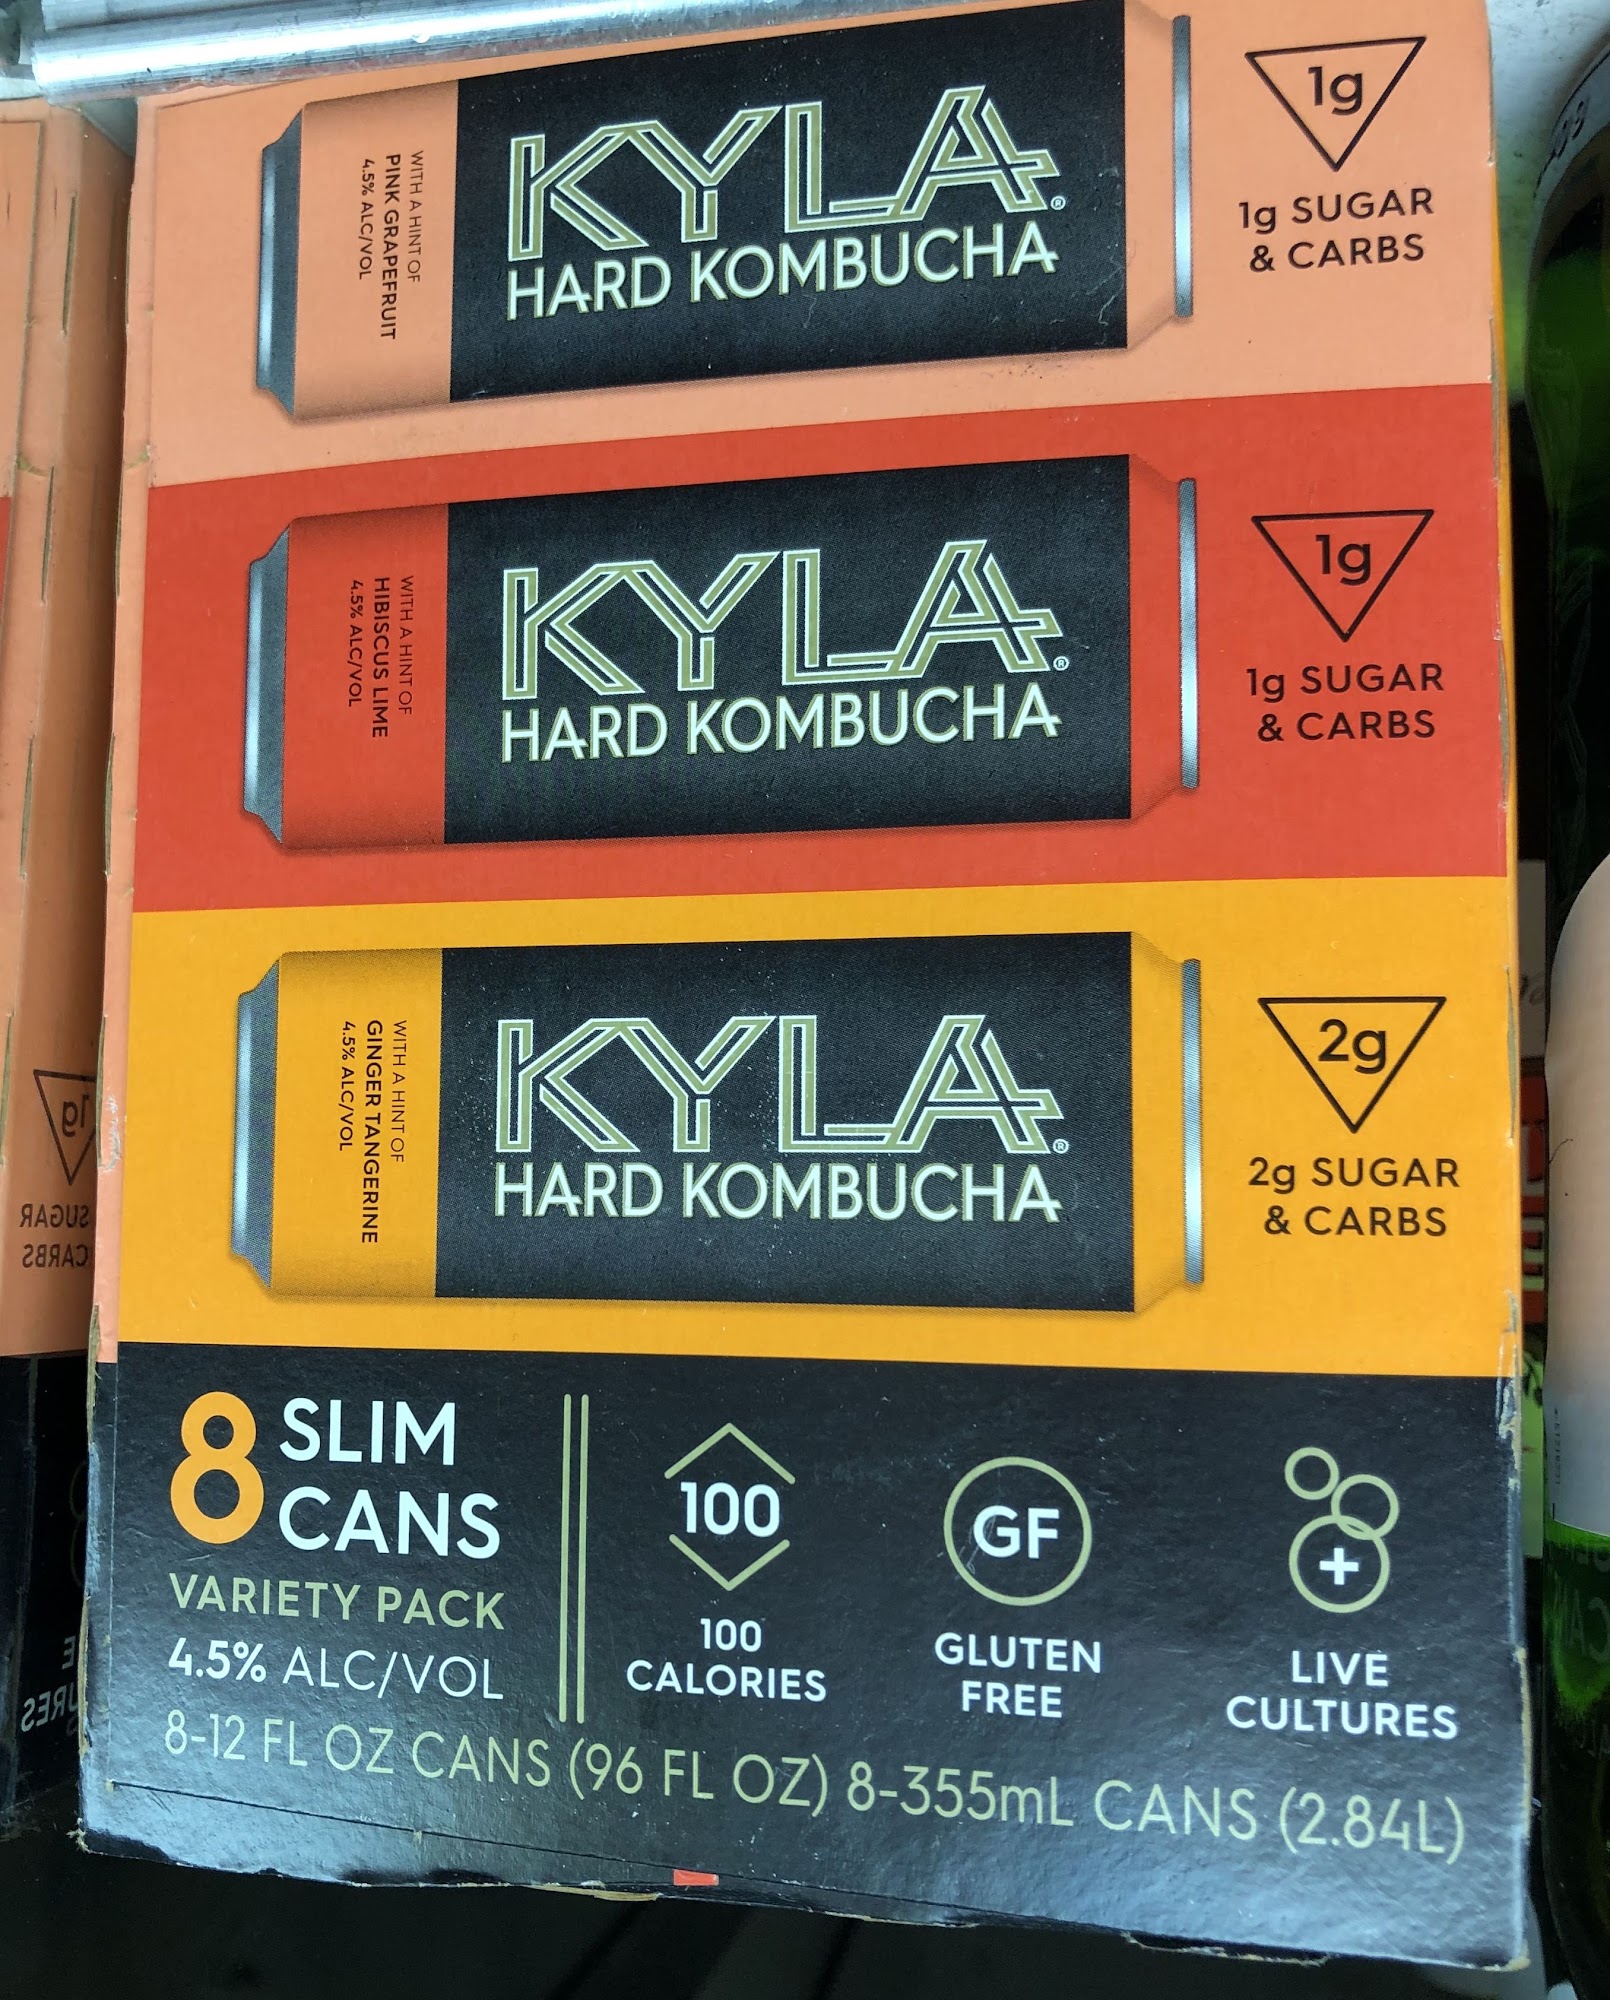 WITH A HINT OF
PINK GRAPEFRUIT
4.5% ALC/VOL
KYLA®
HARD KOMBUCHA
1g
1g SUGAR
& CARBS
WITH A HINT OF
HIBISCUS LIME
4.5% ALC/VOL
KYLA®
HARD KOMBUCHA
1g
1g SUGAR
& CARBS
WITH A HINT OF
GINGER TANGERINE
4.5% ALC/VOL
KYLA®
HARD KOMBUCHA
2g
2g SUGAR
& CARBS
8 SLIM
CANS
VARIETY PACK
4.5% ALC/VOL
100
100
CALORIES
GF
GLUTEN
FREE
+
LIVE
CULTURES
8-12 FL OZ CANS (96 FL OZ) 8-355mL CANS (2.84L)
1g
SUGAR
CARBS